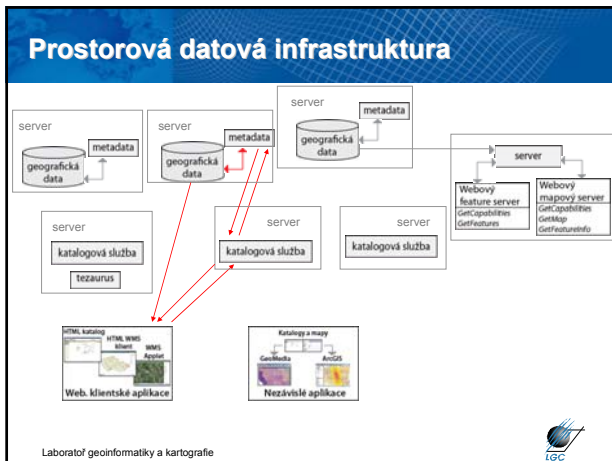 Prostorová datová infrastruktura
server
metadata
geografická
data
server
metadata
geografická
data
server
metadata
geografická
data
server
Webový
feature server
GetCapabilities
GetFeatures
Webový
mapový server
GetCapabilities
GetMap
GetFeatureInfo
server
katalogová služba
tezaurus
server
katalogová služba
server
katalogová služba
HTML katalog
HTML WMS
klient
WMS
Applet
Web. klientské aplikace
Katalogy a mapy
GeoMedia
ArcGIS
Nezávislé aplikace
Laboratoř geoinformatiky a kartografie
LGC